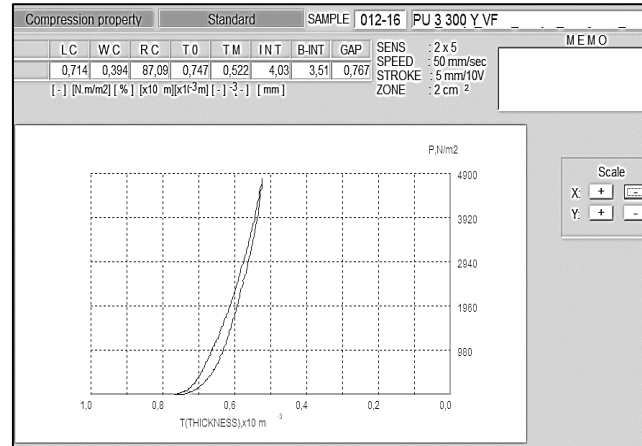 Compression property Standard SAMPLE 012-16 PU 3 300 Y VF
LC WC RC T0 TM INT B-INT GAP
0,714 0,394 87,09 0,747 0,522 4,03 3,51 0,767
[-] [N.m/m2] [%] [x10 m][x10 m] [-] [-] [mm]
-3 -3
SENS : 2 x 5
SPEED : 50 mm/sec
STROKE : 5 mm/10V
ZONE : 2 cm 2
MEMO
P,N/m2
4900
3920
2940
1960
980
1,0 0,8 0,6 0,4 0,2 0,0
T(THICKNESS),x10 m -3
Scale
X: + -
Y: + -